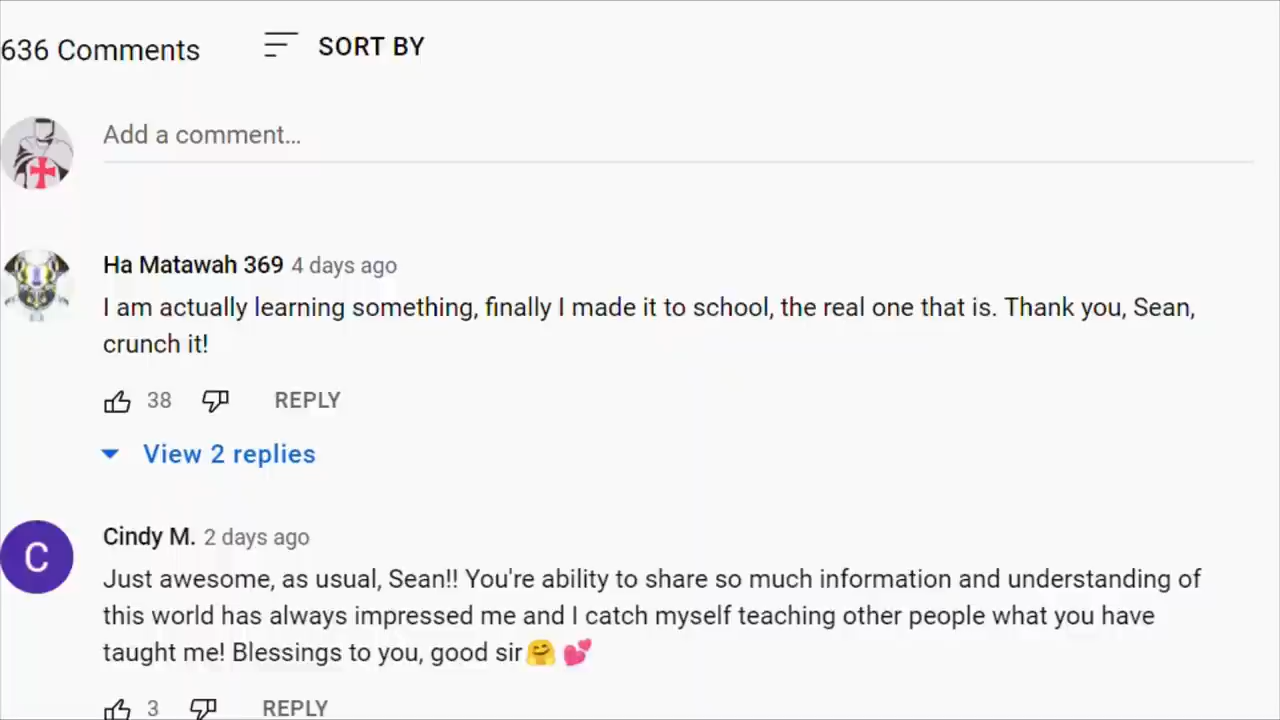 636 Comments SORT BY
Add a comment...
Ha Matawah 369 4 days ago
I am actually learning something, finally I made it to school, the real one that is. Thank you, Sean,
crunch it!
38 REPLY
View 2 replies
C
Cindy M. 2 days ago
Just awesome, as usual, Sean!! You're ability to share so much information and understanding of
this world has always impressed me and I catch myself teaching other people what you have
taught me! Blessings to you, good sir🤗 💕
3 REPLY